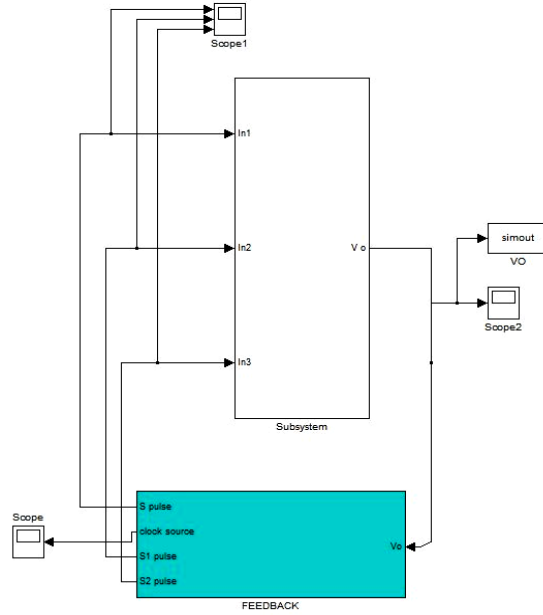 Scope1
In1
In2
V o
simout
VO
Scope2
In3
Subsystem
S pulse
Scope
clock source
Vo
S1 pulse
S2 pulse
FEEDBACK